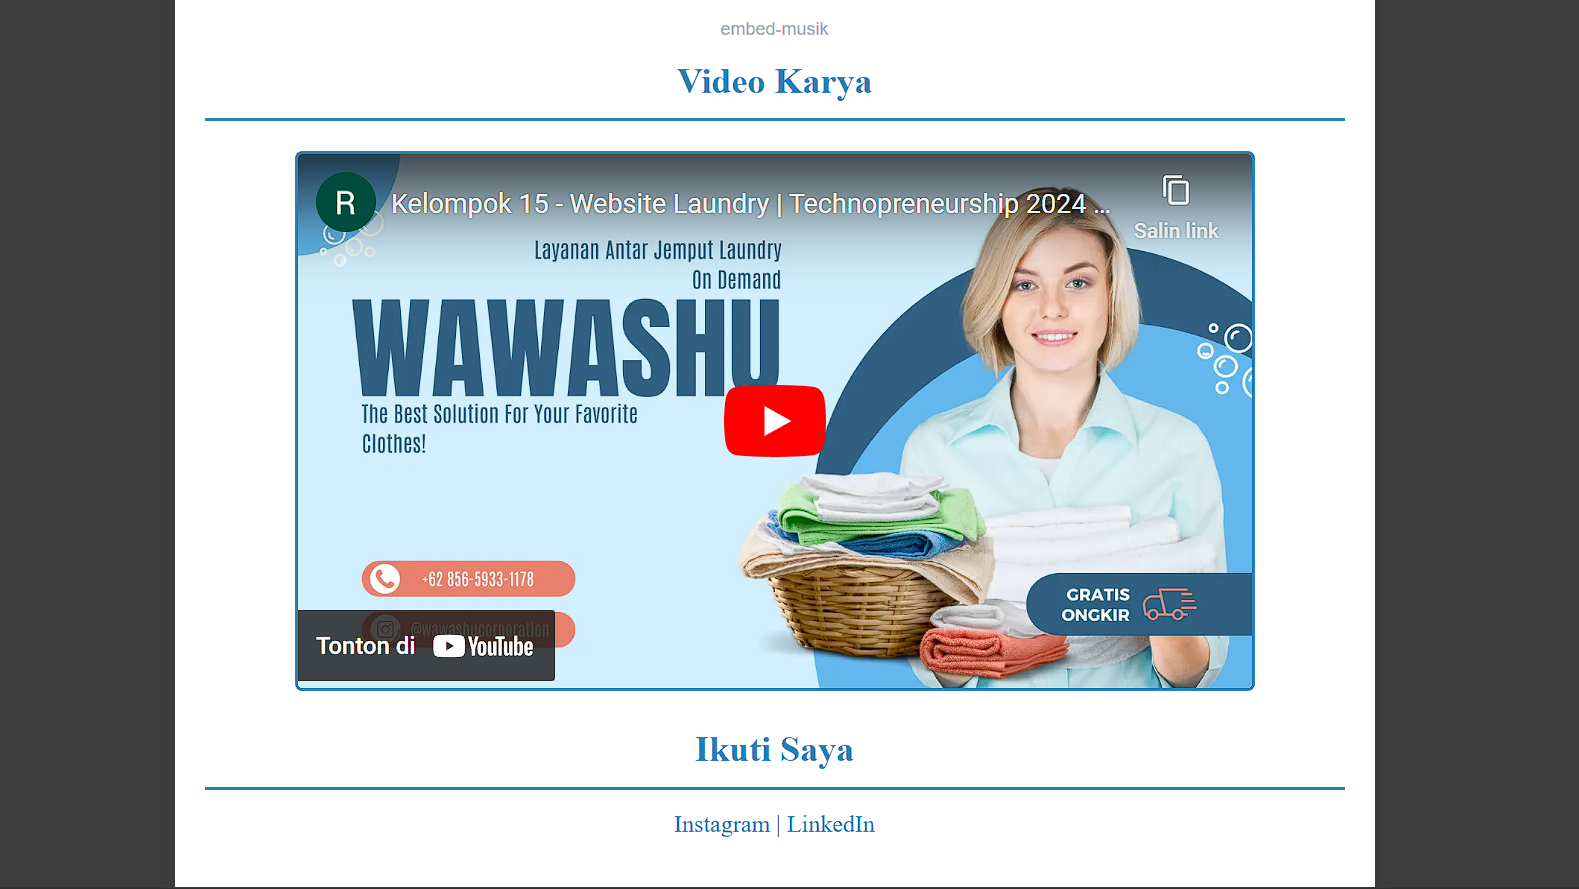 embed-musik
Video Karya
R
Kelompok 15 - Website Laundry | Technopreneurship 2024 ...
Salin link
Layanan Antar Jemput Laundry
On Demand
WAWASHU
The Best Solution For Your Favorite
Clothes!
+62 856-5933-1178
@wawashucorporation
Tonton di YouTube
GRATIS
ONGKIR
Ikuti Saya
Instagram | LinkedIn